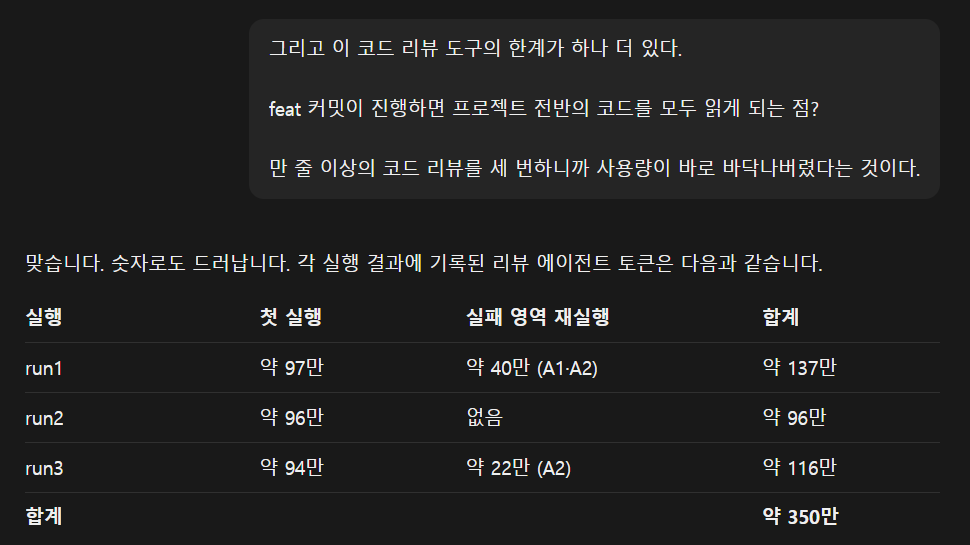 그리고 이 코드 리뷰 도구의 한계가 하나 더 있다.
feat 커밋이 진행하면 프로젝트 전반의 코드를 모두 읽게 되는 점?
만 줄 이상의 코드 리뷰를 세 번하니까 사용량이 바로 바닥나버렸다는 것이다.
맞습니다. 숫자로도 드러납니다. 각 실행 결과에 기록된 리뷰 에이전트 토큰은 다음과 같습니다.
실행 첫 실행 실패 영역 재실행 합계
run1 약 97만 약 40만 (A1·A2) 약 137만
run2 약 96만 없음 약 96만
run3 약 94만 약 22만 (A2) 약 116만
합계 약 350만